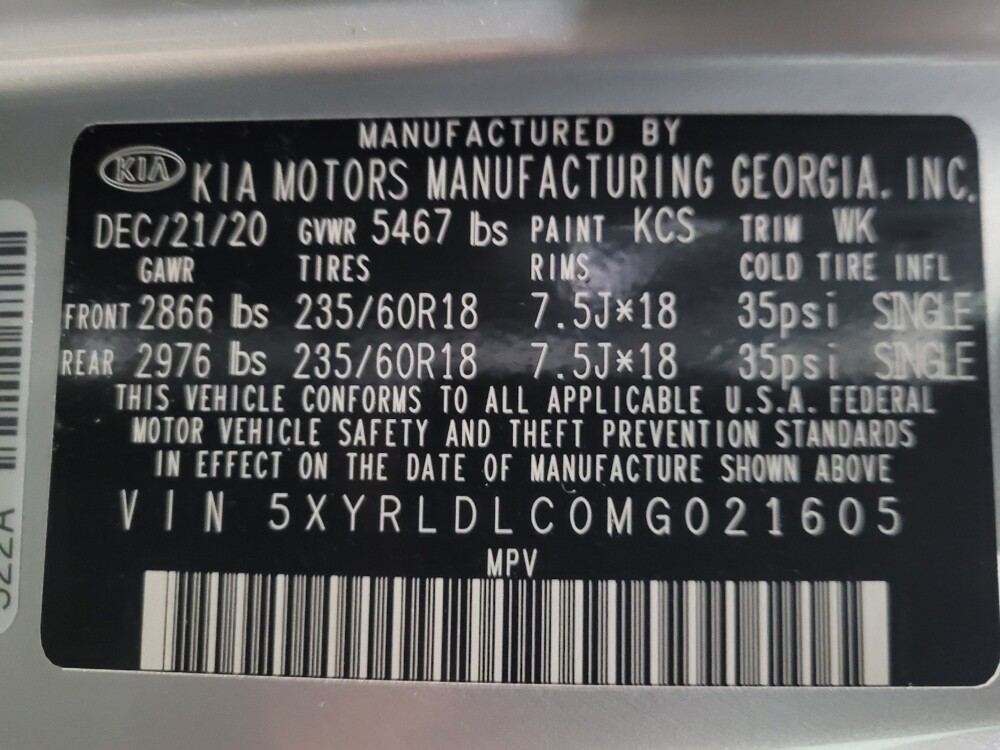 MANUFACTURED BY
KIA KIA MOTORS MANUFACTURING GEORGIA. INC.
DEC/21/20 GVWR 5467 lbs PAINT KCS TRIM WK
GAWR TIRES RIMS COLD TIRE INFL
FRONT 2866 lbs 235/60R18 7.5J*18 35psi SINGLE
REAR 2976 lbs 235/60R18 7.5J*18 35psi SINGLE
THIS VEHICLE CONFORMS TO ALL APPLICABLE U.S.A. FEDERAL
MOTOR VEHICLE SAFETY AND THEFT PREVENTION STANDARDS
IN EFFECT ON THE DATE OF MANUFACTURE SHOWN ABOVE
VIN 5XYRLDLC0MG021605
MPV